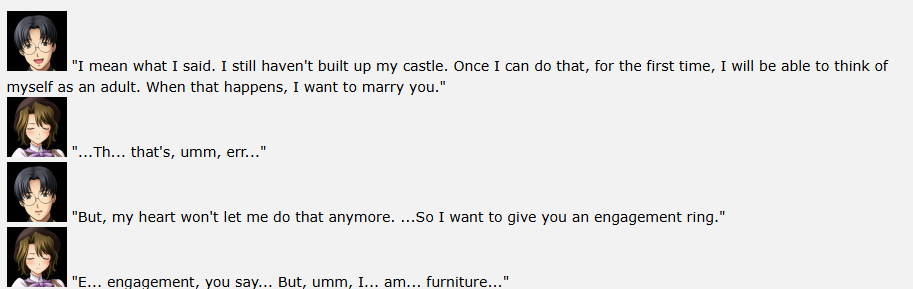 "I mean what I said. I still haven't built up my castle. Once I can do that, for the first time, I will be able to think of
myself as an adult. When that happens, I want to marry you."
"...Th... that's, umm, err..."
"But, my heart won't let me do that anymore. ...So I want to give you an engagement ring."
"E... engagement, you say... But, umm, I... am... furniture..."